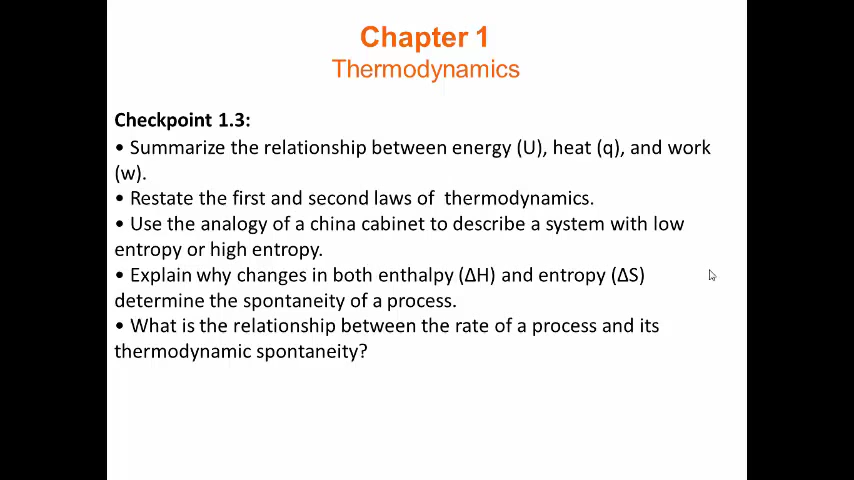 Chapter 1
Thermodynamics
Checkpoint 1.3:
• Summarize the relationship between energy (U), heat (q), and work
(w).
• Restate the first and second laws of thermodynamics.
• Use the analogy of a china cabinet to describe a system with low
entropy or high entropy.
• Explain why changes in both enthalpy (ΔH) and entropy (ΔS)
determine the spontaneity of a process.
• What is the relationship between the rate of a process and its
thermodynamic spontaneity?